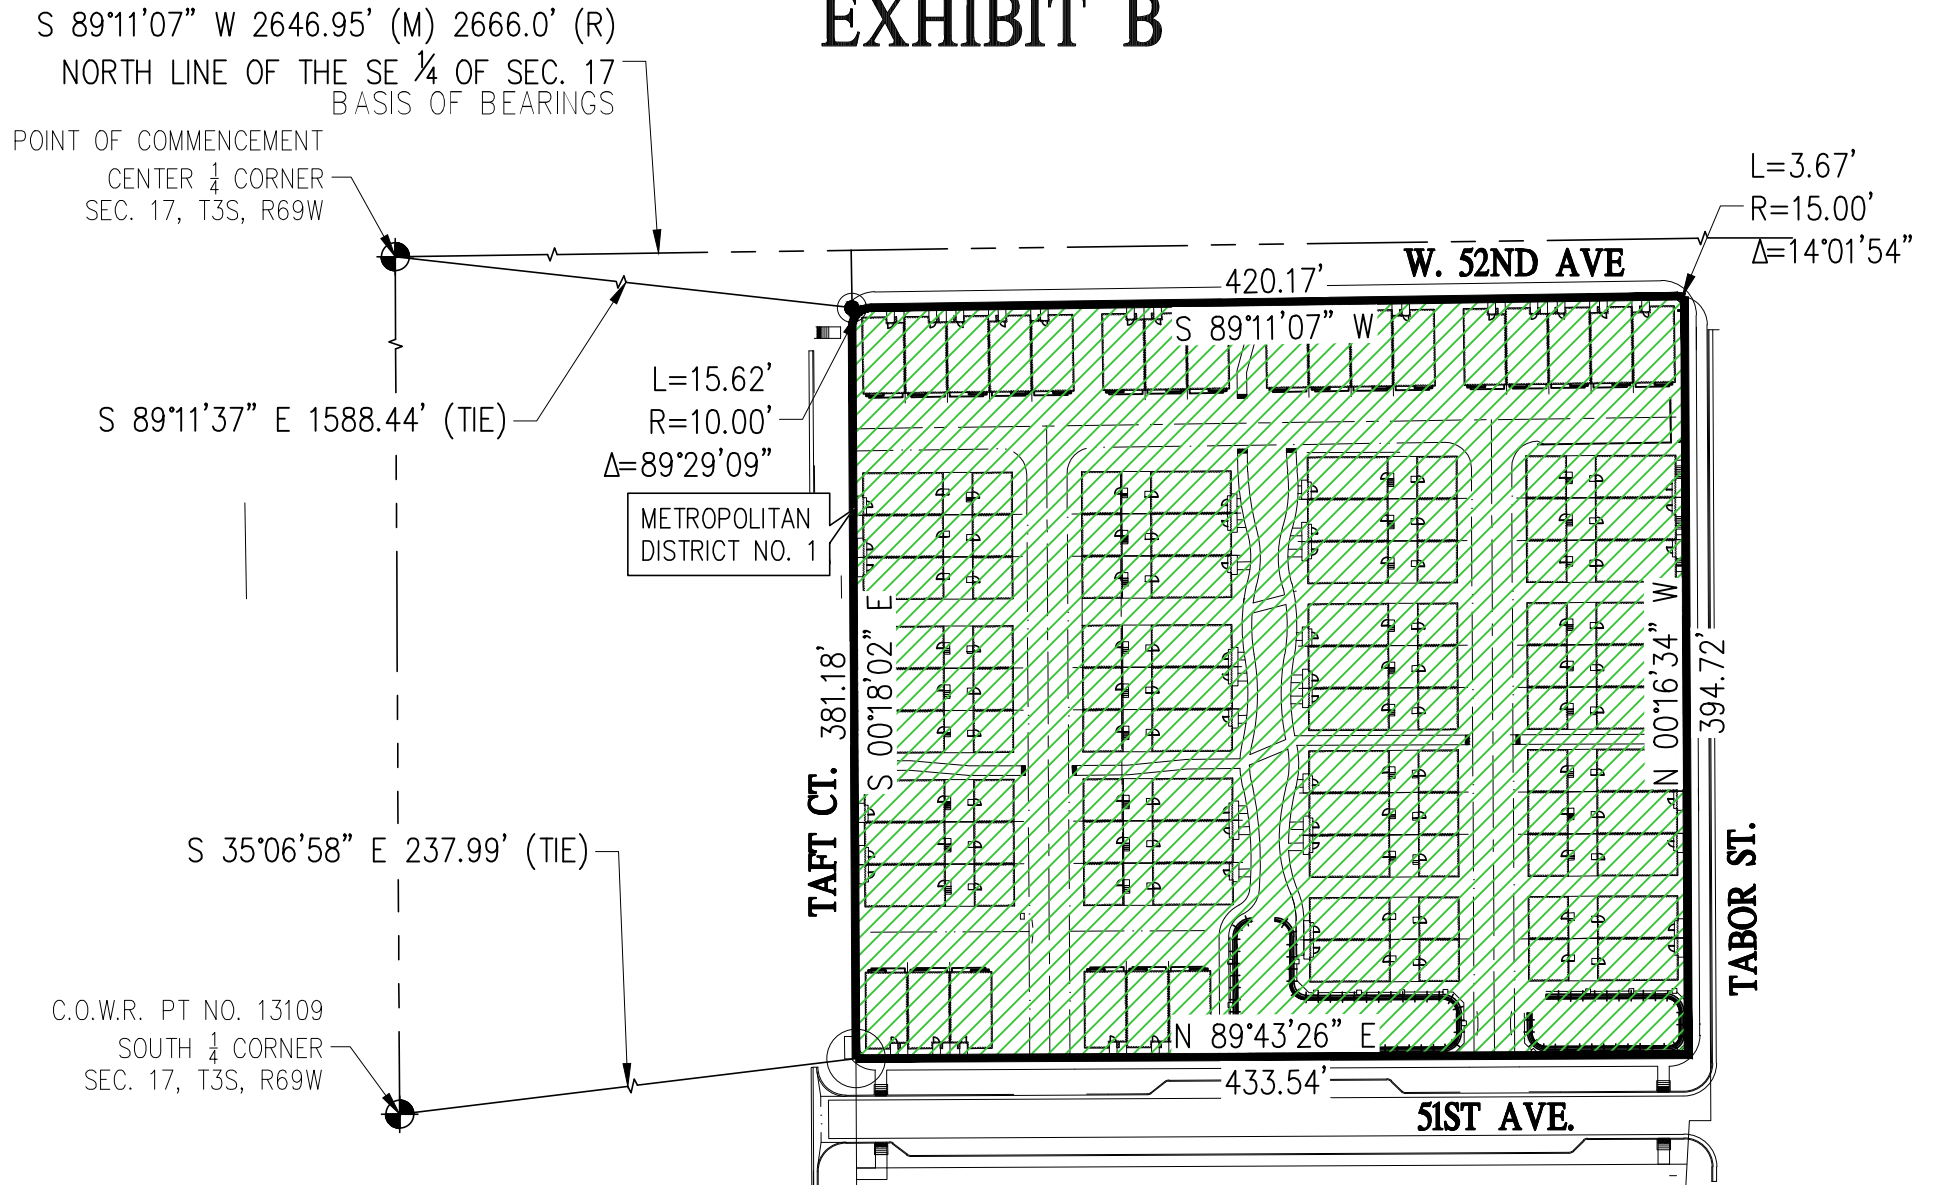 EXHIBIT B
S 89°11'07" W 2646.95' (M) 2666.0' (R)
NORTH LINE OF THE SE 1/4 OF SEC. 17
BASIS OF BEARINGS
POINT OF COMMENCEMENT
CENTER 1/4 CORNER
SEC. 17, T3S, R69W
L=3.67'
R=15.00'
Δ=14°01'54"
W. 52ND AVE
420.17'
S 89°11'07" W
L=15.62'
R=10.00'
Δ=89°29'09"
S 89°11'37" E 1588.44' (TIE)
METROPOLITAN
DISTRICT NO. 1
381.18'
S 00°18'02" E
TAFT CT.
N 00°16'34" W
394.72'
TABOR ST.
S 35°06'58" E 237.99' (TIE)
C.O.W.R. PT NO. 13109
SOUTH 1/4 CORNER
SEC. 17, T3S, R69W
N 89°43'26" E
433.54'
51ST AVE.